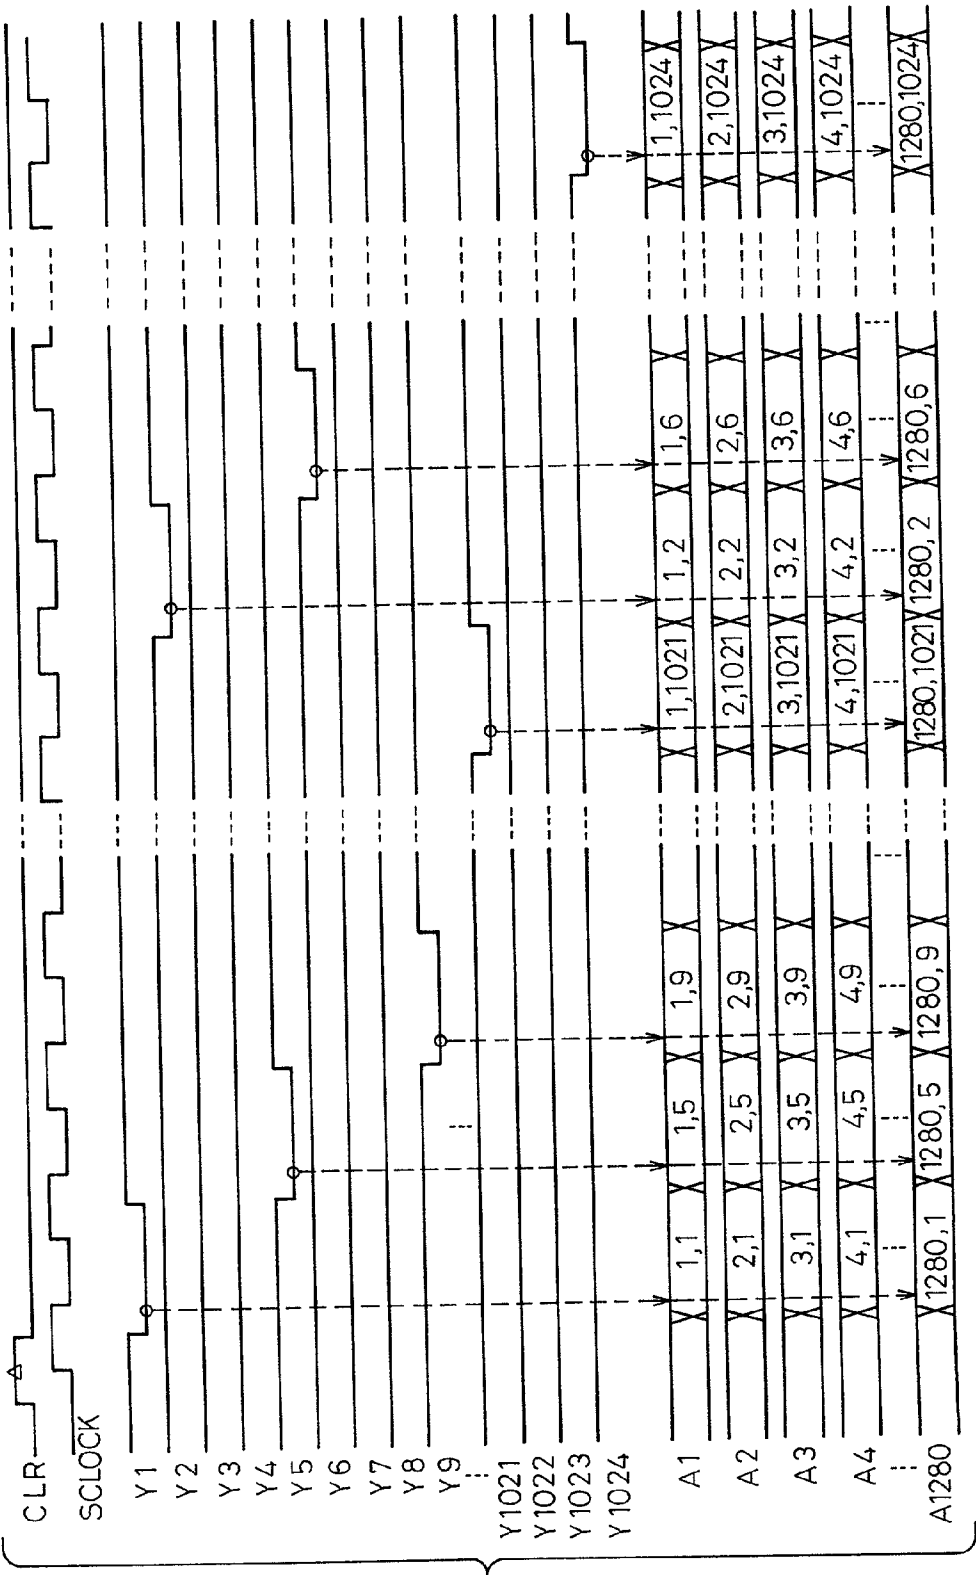 CLR
SCLOCK
Y1
Y2
Y3
Y4
Y5
Y6
Y7
Y8
Y9
Y1021
Y1022
Y1023
Y1024
A1 1,1 1,5 1,9 1,1021 1,2 1,6 1,1024
A2 2,1 2,5 2,9 2,1021 2,2 2,6 2,1024
A3 3,1 3,5 3,9 3,1021 3,2 3,6 3,1024
A4 4,1 4,5 4,9 4,1021 4,2 4,6 4,1024
A1280 1280,1 1280,5 1280,9 1280,1021 1280,2 1280,6 1280,1024